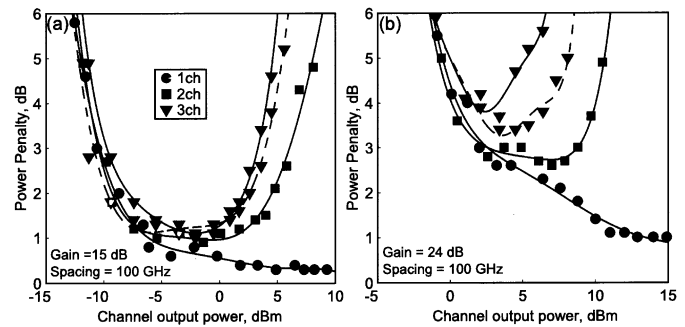 (a)
Power Penalty, dB
6
5
4
3
2
1
0
1ch
2ch
3ch
Gain =15 dB
Spacing = 100 GHz
-15
-10
-5
0
5
10
Channel output power, dBm
(b)
Power Penalty, dB
6
5
4
3
2
1
0
Gain = 24 dB
Spacing = 100 GHz
-5
0
5
10
15
Channel output power, dBm